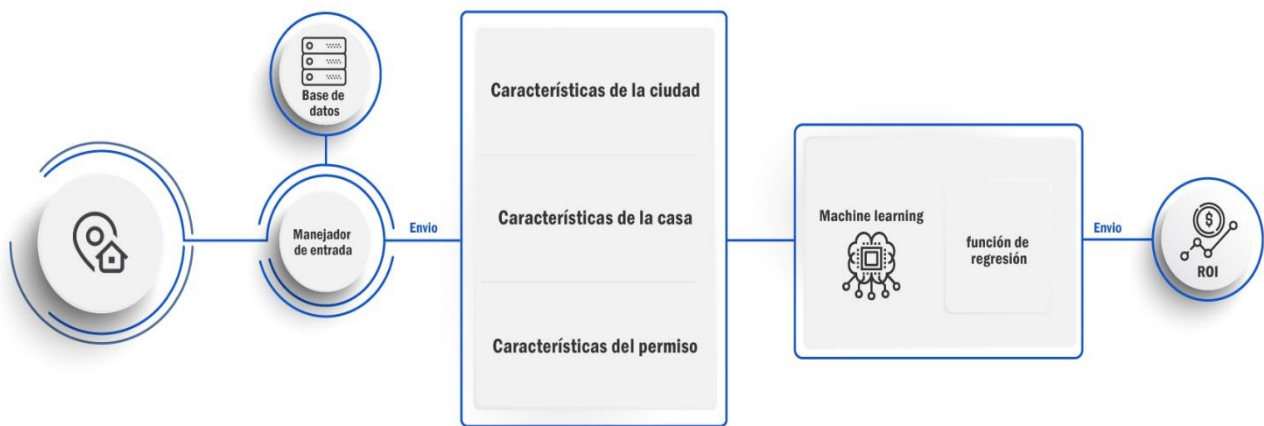 Base de
datos
Manejador
de entrada
Envio
Características de la ciudad
Características de la casa
Características del permiso
Machine learning
función de
regresión
Envio
$
ROI